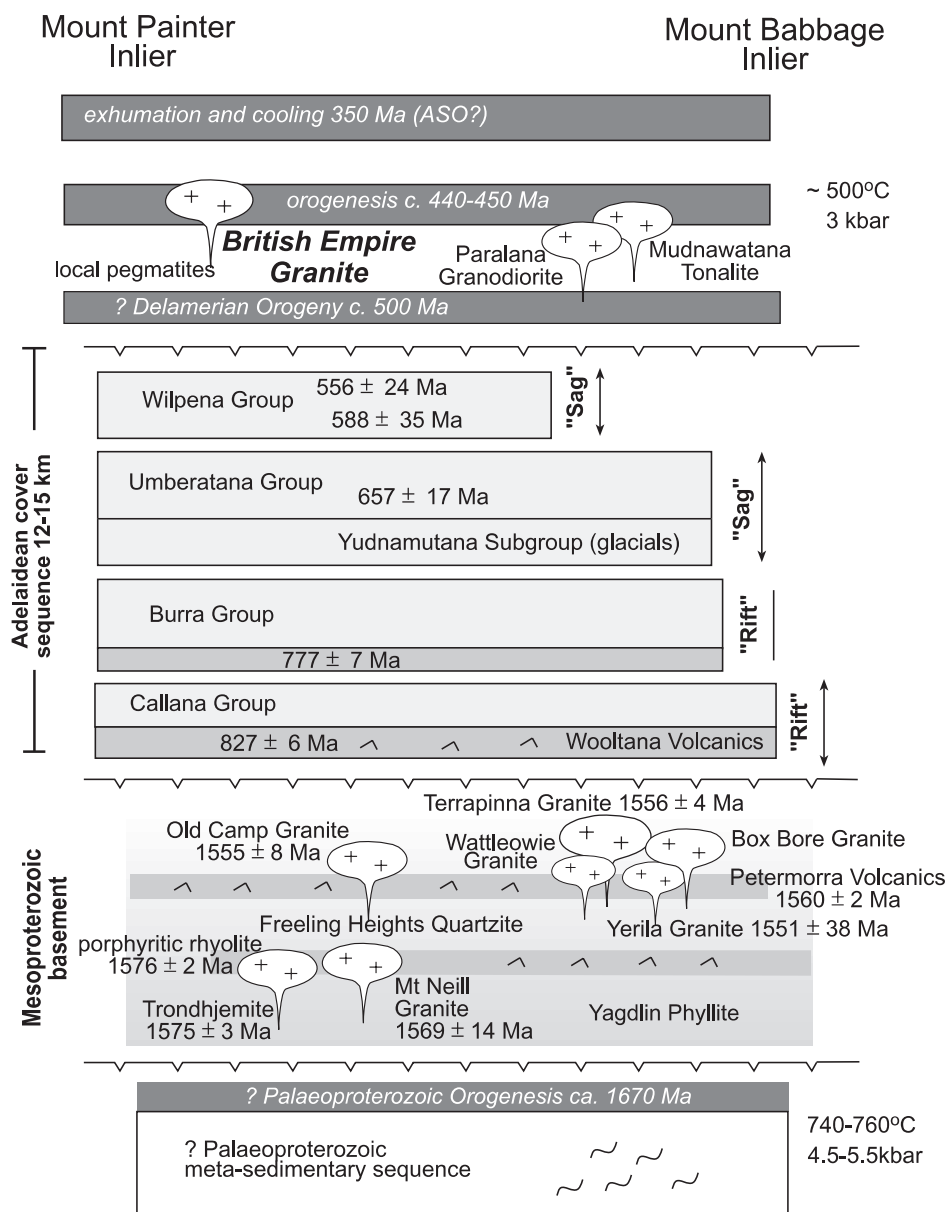 Mount Painter
Inlier
Mount Babbage
Inlier
exhumation and cooling 350 Ma (ASO?)
orogenesis c. 440-450 Ma
~ 500ºC
3 kbar
British Empire
Granite
local pegmatites
Paralana
Granodiorite
Mudnawatana
Tonalite
? Delamerian Orogeny c. 500 Ma
Adelaidean cover
sequence 12-15 km
Wilpena Group
556 ± 24 Ma
588 ± 35 Ma
"Sag"
Umberatana Group
657 ± 17 Ma
Yudnamutana Subgroup (glacials)
"Sag"
Burra Group
777 ± 7 Ma
"Rift"
Callana Group
827 ± 6 Ma
Wooltana Volcanics
"Rift"
Mesoproterozoic
basement
Terrapinna Granite 1556 ± 4 Ma
Old Camp Granite
1555 ± 8 Ma
Wattleowie
Granite
Box Bore Granite
Petermorra Volcanics
1560 ± 2 Ma
Freeling Heights Quartzite
Yerila Granite 1551 ± 38 Ma
porphyritic rhyolite
1576 ± 2 Ma
Trondhjemite
1575 ± 3 Ma
Mt Neill
Granite
1569 ± 14 Ma
Yagdlin Phyllite
? Palaeoproterozoic Orogenesis ca. 1670 Ma
740-760ºC
4.5-5.5kbar
? Palaeoproterozoic
meta-sedimentary sequence